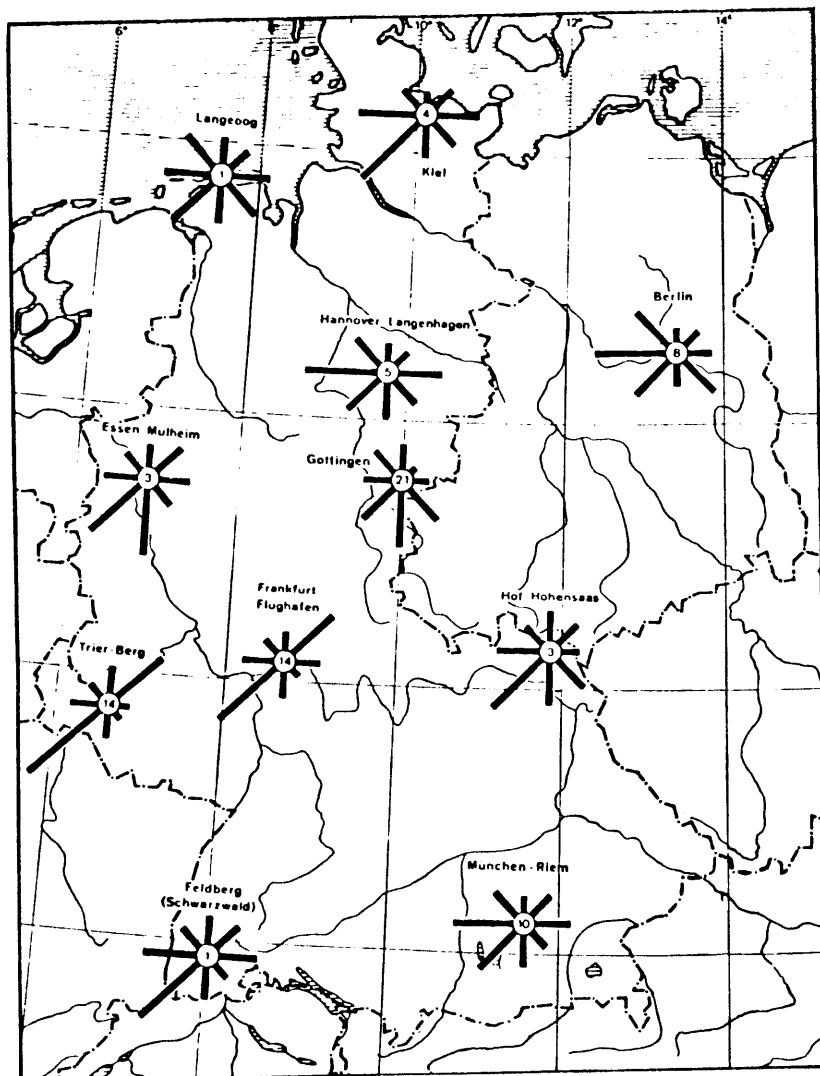 6° 10° 12° 14°
4
Kiel
Langeoog
1
Berlin
8
Hannover Langenhagen
5
Essen Mulheim
3
Gottingen
21
Frankfurt
Flughafen
14
Hof Hohensaas
3
Trier-Berg
14
Munchen-Riem
10
Feldberg
(Schwarzwald)
1